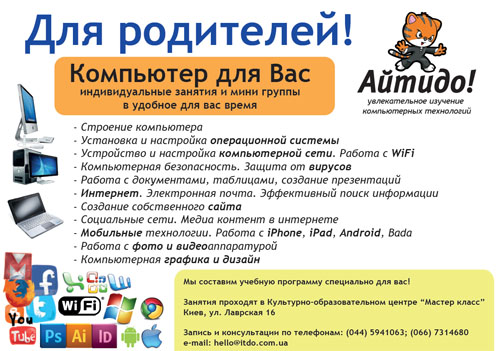 Для родителей!
Компьютер для Вас
индивидуальные занятия и мини группы
в удобное для вас время
Айтидо!
увлекательное изучение
компьютерных технологий
- Строение компьютера
- Установка и настройка операционной системы
- Устройство и настройка компьютерной сети. Работа с WiFi
- Компьютерная безопасность. Защита от вирусов
- Работа с документами, таблицами, создание презентаций
- Интернет. Электронная почта. Эффективный поиск информации
- Создание собственного сайта
- Социальные сети. Медиа контент в интернете
- Мобильные технологии. Работа с iPhone, iPad, Android, Bada
- Работа с фото и видеоаппаратурой
- Компьютерная графика и дизайн
Wi Fi
You
Tube
Ps
Ai
Id
Мы составим учебную программу специально для вас!
Занятия проходят в Культурно-образовательном центре “Мастер класс”
Киев, ул. Лаврская 16
Запись и консультации по телефонам: (044) 5941063; (066) 7314680
e-mail: hello@itdo.com.ua